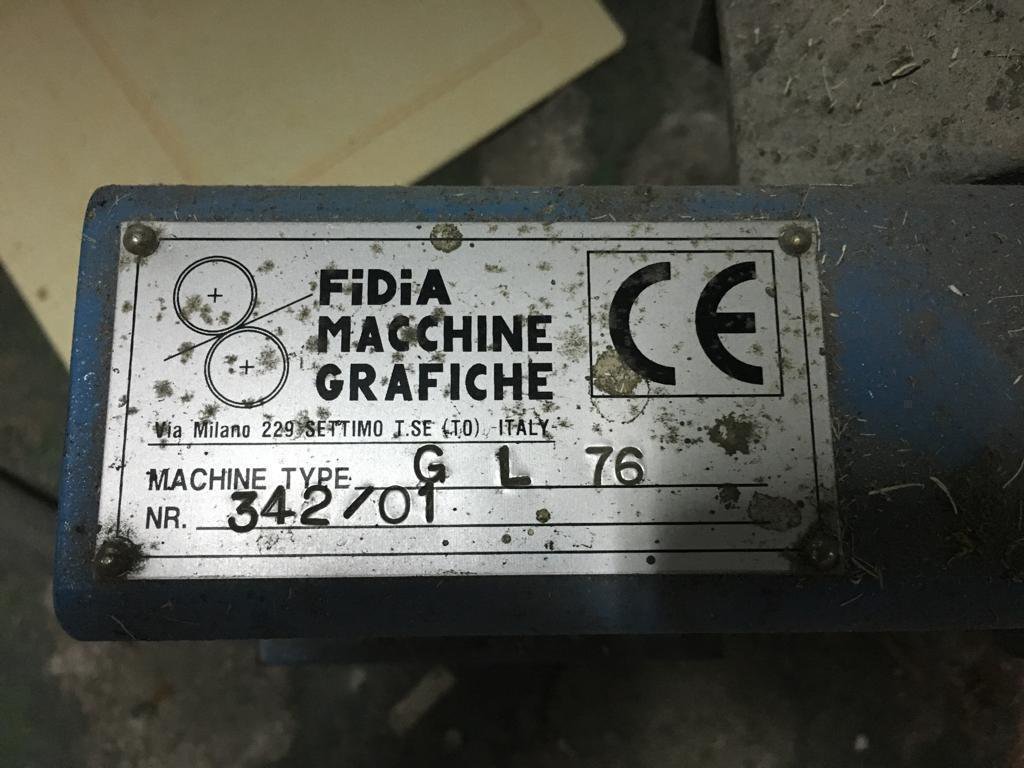 FiDiA
MACCHINE
GRAFICHE
CE
Via Milano 229 SETTIMO T.SE (TO) ITALY
MACHINE TYPE G L 76
NR. 342/01